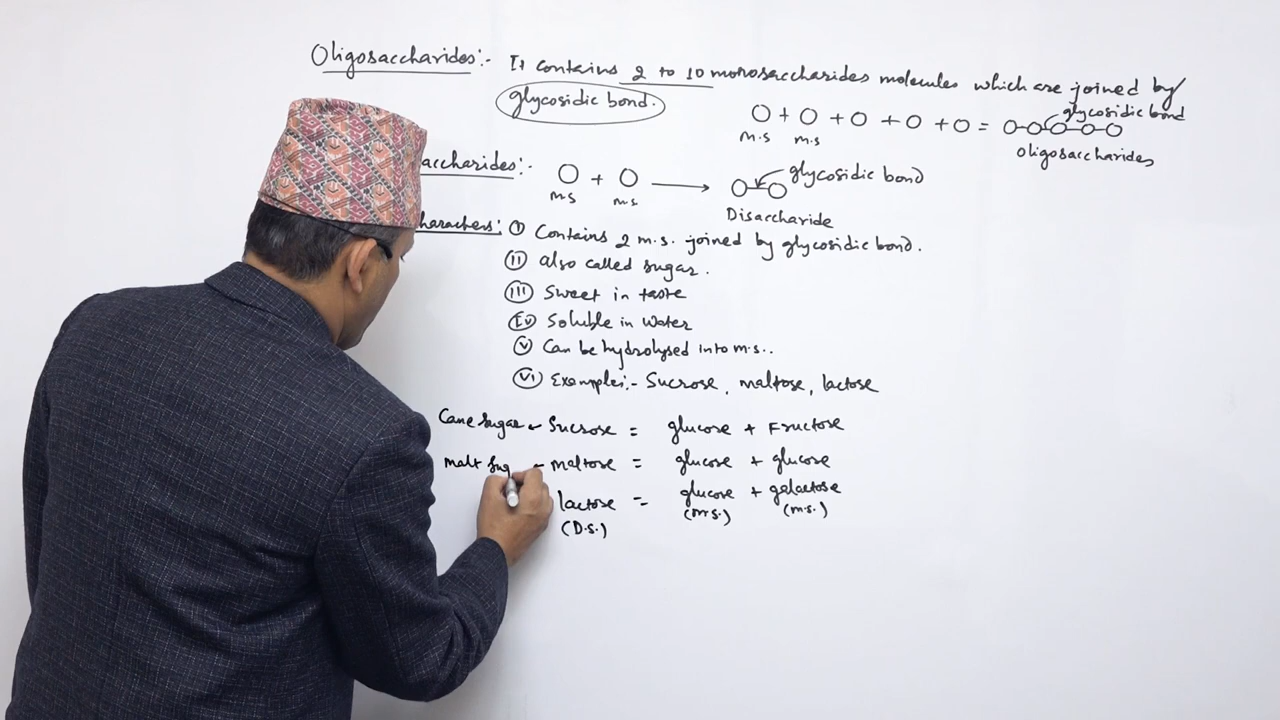 Oligosaccharides:- It contains 2 to 10 monosaccharides molecules which are joined by
glycosidic bond.
O + O + O + O + O = O-O-O-O-O glycosidic bond
m.s m.s
oligosaccharides
accharides:- O + O → O-O glycosidic bond
m.s m.s
Disaccharide
haracters: (i) Contains 2 m.s. joined by glycosidic bond.
(ii) also called sugar.
(iii) Sweet in taste
(iv) Soluble in water
(v) Can be hydrolysed into m.s..
(vi) Examples:- Sucrose, maltose, lactose
Cane sugar ← Sucrose = glucose + Fructose
malt sug ← maltose = glucose + glucose
lactose = glucose + galactose
(D.S.) (m.s.) (m.s.)